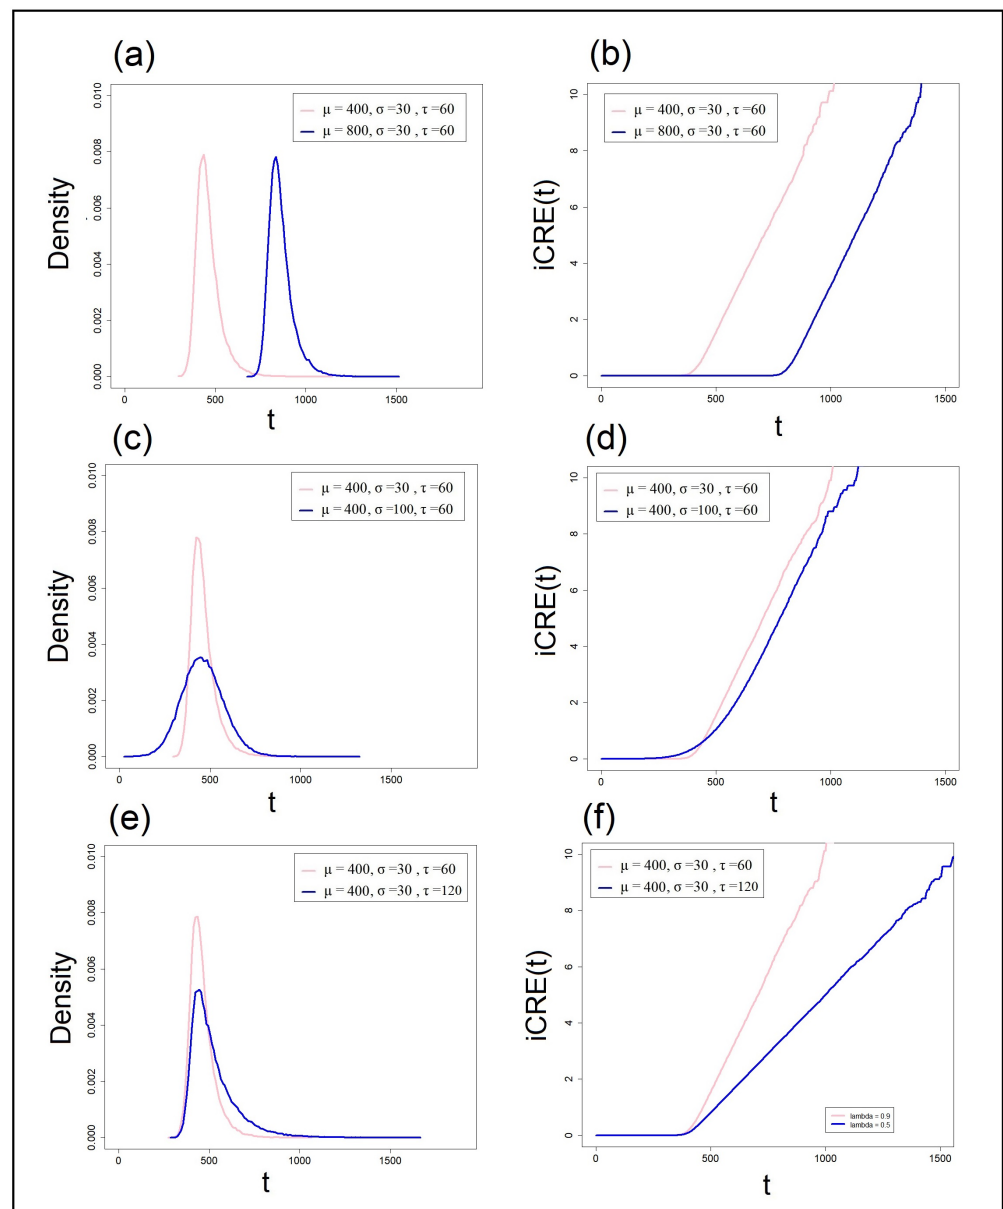 (a)
(b)
Density
0.000 0.002 0.004 0.006 0.008 0.010
μ = 400, σ =30 , τ =60
μ = 800, σ =30 , τ =60
0 500 1000 1500
t
iCRE(t)
0 2 4 6 8 10
μ = 400, σ =30 , τ =60
μ = 800, σ =30 , τ =60
0 500 1000 1500
t
(c)
(d)
Density
0.000 0.002 0.004 0.006 0.008 0.010
μ = 400, σ =30 , τ =60
μ = 400, σ=100, τ =60
0 500 1000 1500
t
iCRE(t)
0 2 4 6 8 10
μ = 400, σ =30 , τ =60
μ = 400, σ =100, τ =60
0 500 1000 1500
t
(e)
(f)
Density
0.000 0.002 0.004 0.006 0.008 0.010
μ = 400, σ =30 , τ =60
μ = 400, σ =30 , τ =120
0 500 1000 1500
t
iCRE(t)
0 2 4 6 8 10
μ = 400, σ =30 , τ =60
μ = 400, σ =30 , τ =120
lambda = 0.9
lambda = 0.5
0 500 1000 1500
t